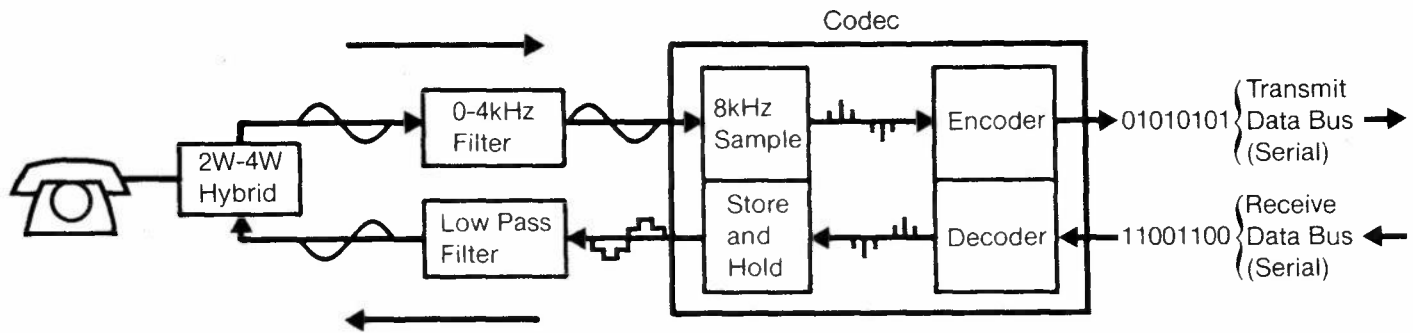 Codec
0-4kHz
Filter
8kHz
Sample
Encoder
01010101
Transmit
Data Bus
(Serial)
2W-4W
Hybrid
Low Pass
Filter
Store
and
Hold
Decoder
11001100
Receive
Data Bus
(Serial)